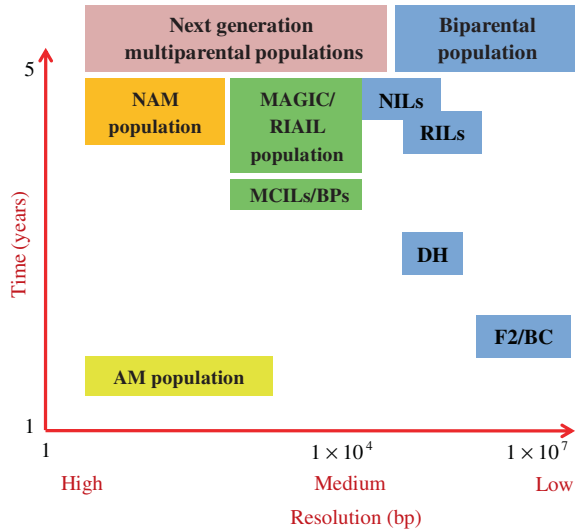 Next generation
multiparental populations
Biparental
population
5
NAM
population
MAGIC/
RIAIL
population
NILs
RILs
MCILs/BPs
DH
F2/BC
AM population
Time (years)
1
1
1 × 10⁴
1 × 10⁷
High
Medium
Low
Resolution (bp)